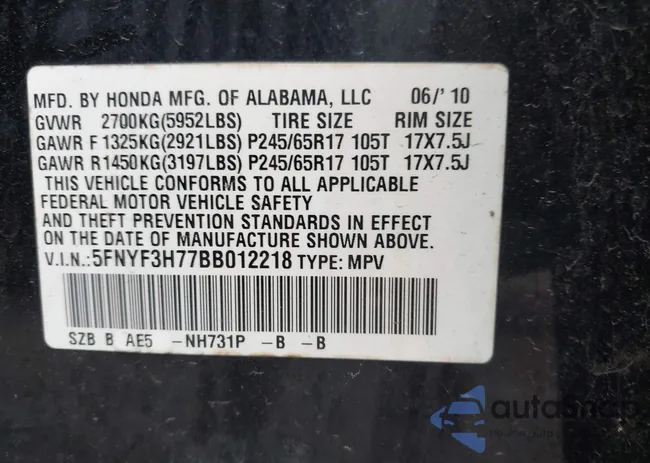 MFD. BY HONDA MFG. OF ALABAMA, LLC 06/'10
GVWR 2700KG(5952LBS) TIRE SIZE RIM SIZE
GAWR F 1325KG(2921LBS) P245/65R17 105T 17X7.5J
GAWR R1450KG(3197LBS) P245/65R17 105T 17X7.5J
THIS VEHICLE CONFORMS TO ALL APPLICABLE
FEDERAL MOTOR VEHICLE SAFETY
AND THEFT PREVENTION STANDARDS IN EFFECT
ON THE DATE OF MANUFACTURE SHOWN ABOVE.
V.I.N.:5FNYF3H77BB012218 TYPE: MPV
SZB B AE5 -NH731P -B -B